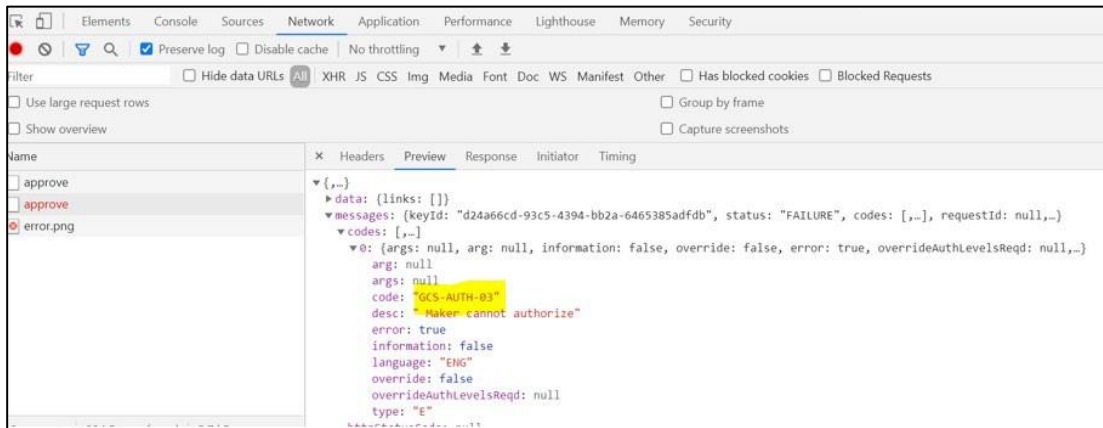 Elements Console Sources Network Application Performance Lighthouse Memory Security
Preserve log Disable cache No throttling
Filter Hide data URLs All XHR JS CSS Img Media Font Doc WS Manifest Other Has blocked cookies Blocked Requests
Use large request rows Group by frame
Show overview Capture screenshots
Name × Headers Preview Response Initiator Timing
approve
approve
error.png
▼{,…}
▶data: {links: []}
▼messages: {keyId: "d24a66cd-93c5-4394-bb2a-6465385adfdb", status: "FAILURE", codes: [,…], requestId: null,…}
▼codes: [,…]
▼0: {args: null, arg: null, information: false, override: false, error: true, overrideAuthLevelsReqd: null,…}
arg: null
args: null
code: "GCS-AUTH-03"
desc: " Maker cannot authorize"
error: true
information: false
language: "ENG"
override: false
overrideAuthLevelsReqd: null
type: "E"